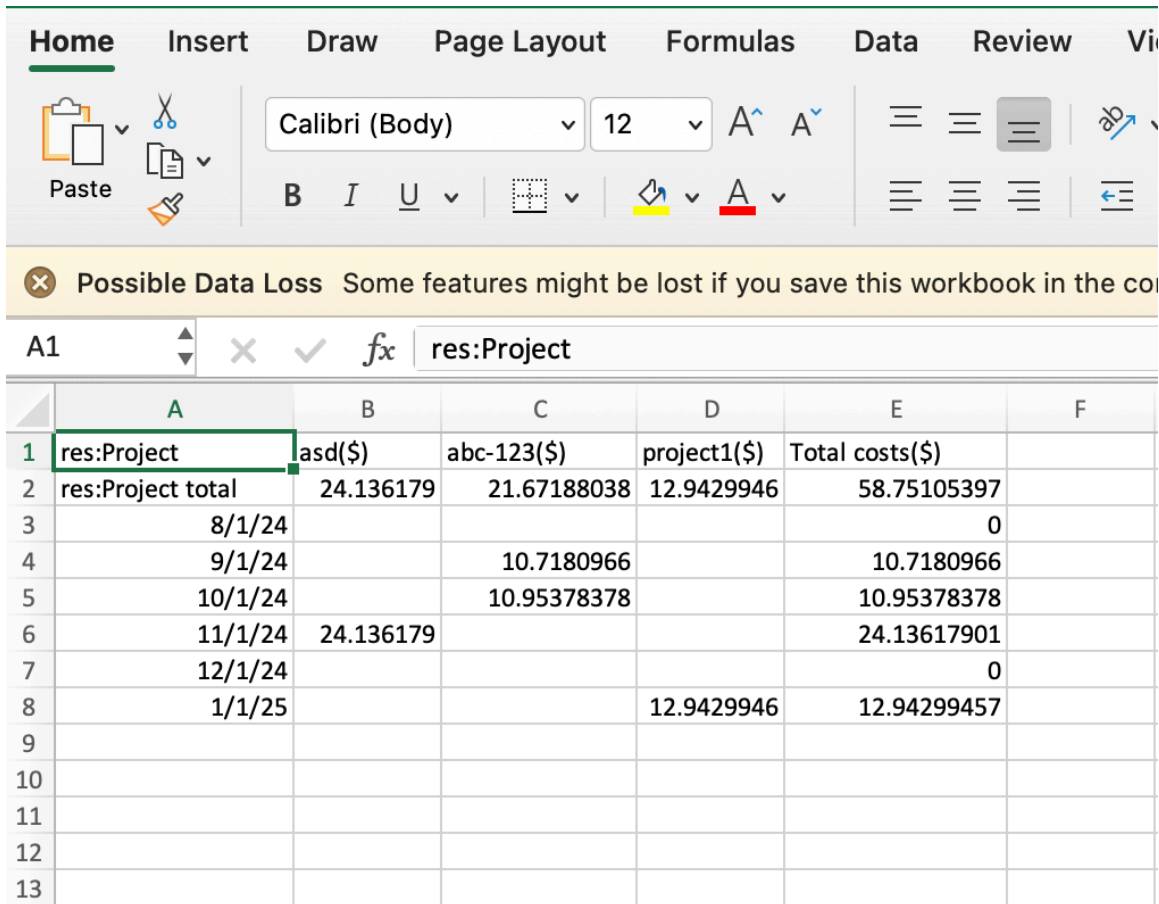 Home Insert Draw Page Layout Formulas Data Review
Calibri (Body) 12 A A ab
Paste B I U A
Possible Data Loss Some features might be lost if you save this workbook in the
A1 fx res:Project
A B C D E F
1 res:Project asd($) abc-123($) project1($) Total costs($)
2 res:Project total 24.136179 21.67188038 12.9429946 58.75105397
3 8/1/24 0
4 9/1/24 10.7180966 10.7180966
5 10/1/24 10.95378378 10.95378378
6 11/1/24 24.136179 24.13617901
7 12/1/24 0
8 1/1/25 12.9429946 12.94299457
9
10
11
12
13